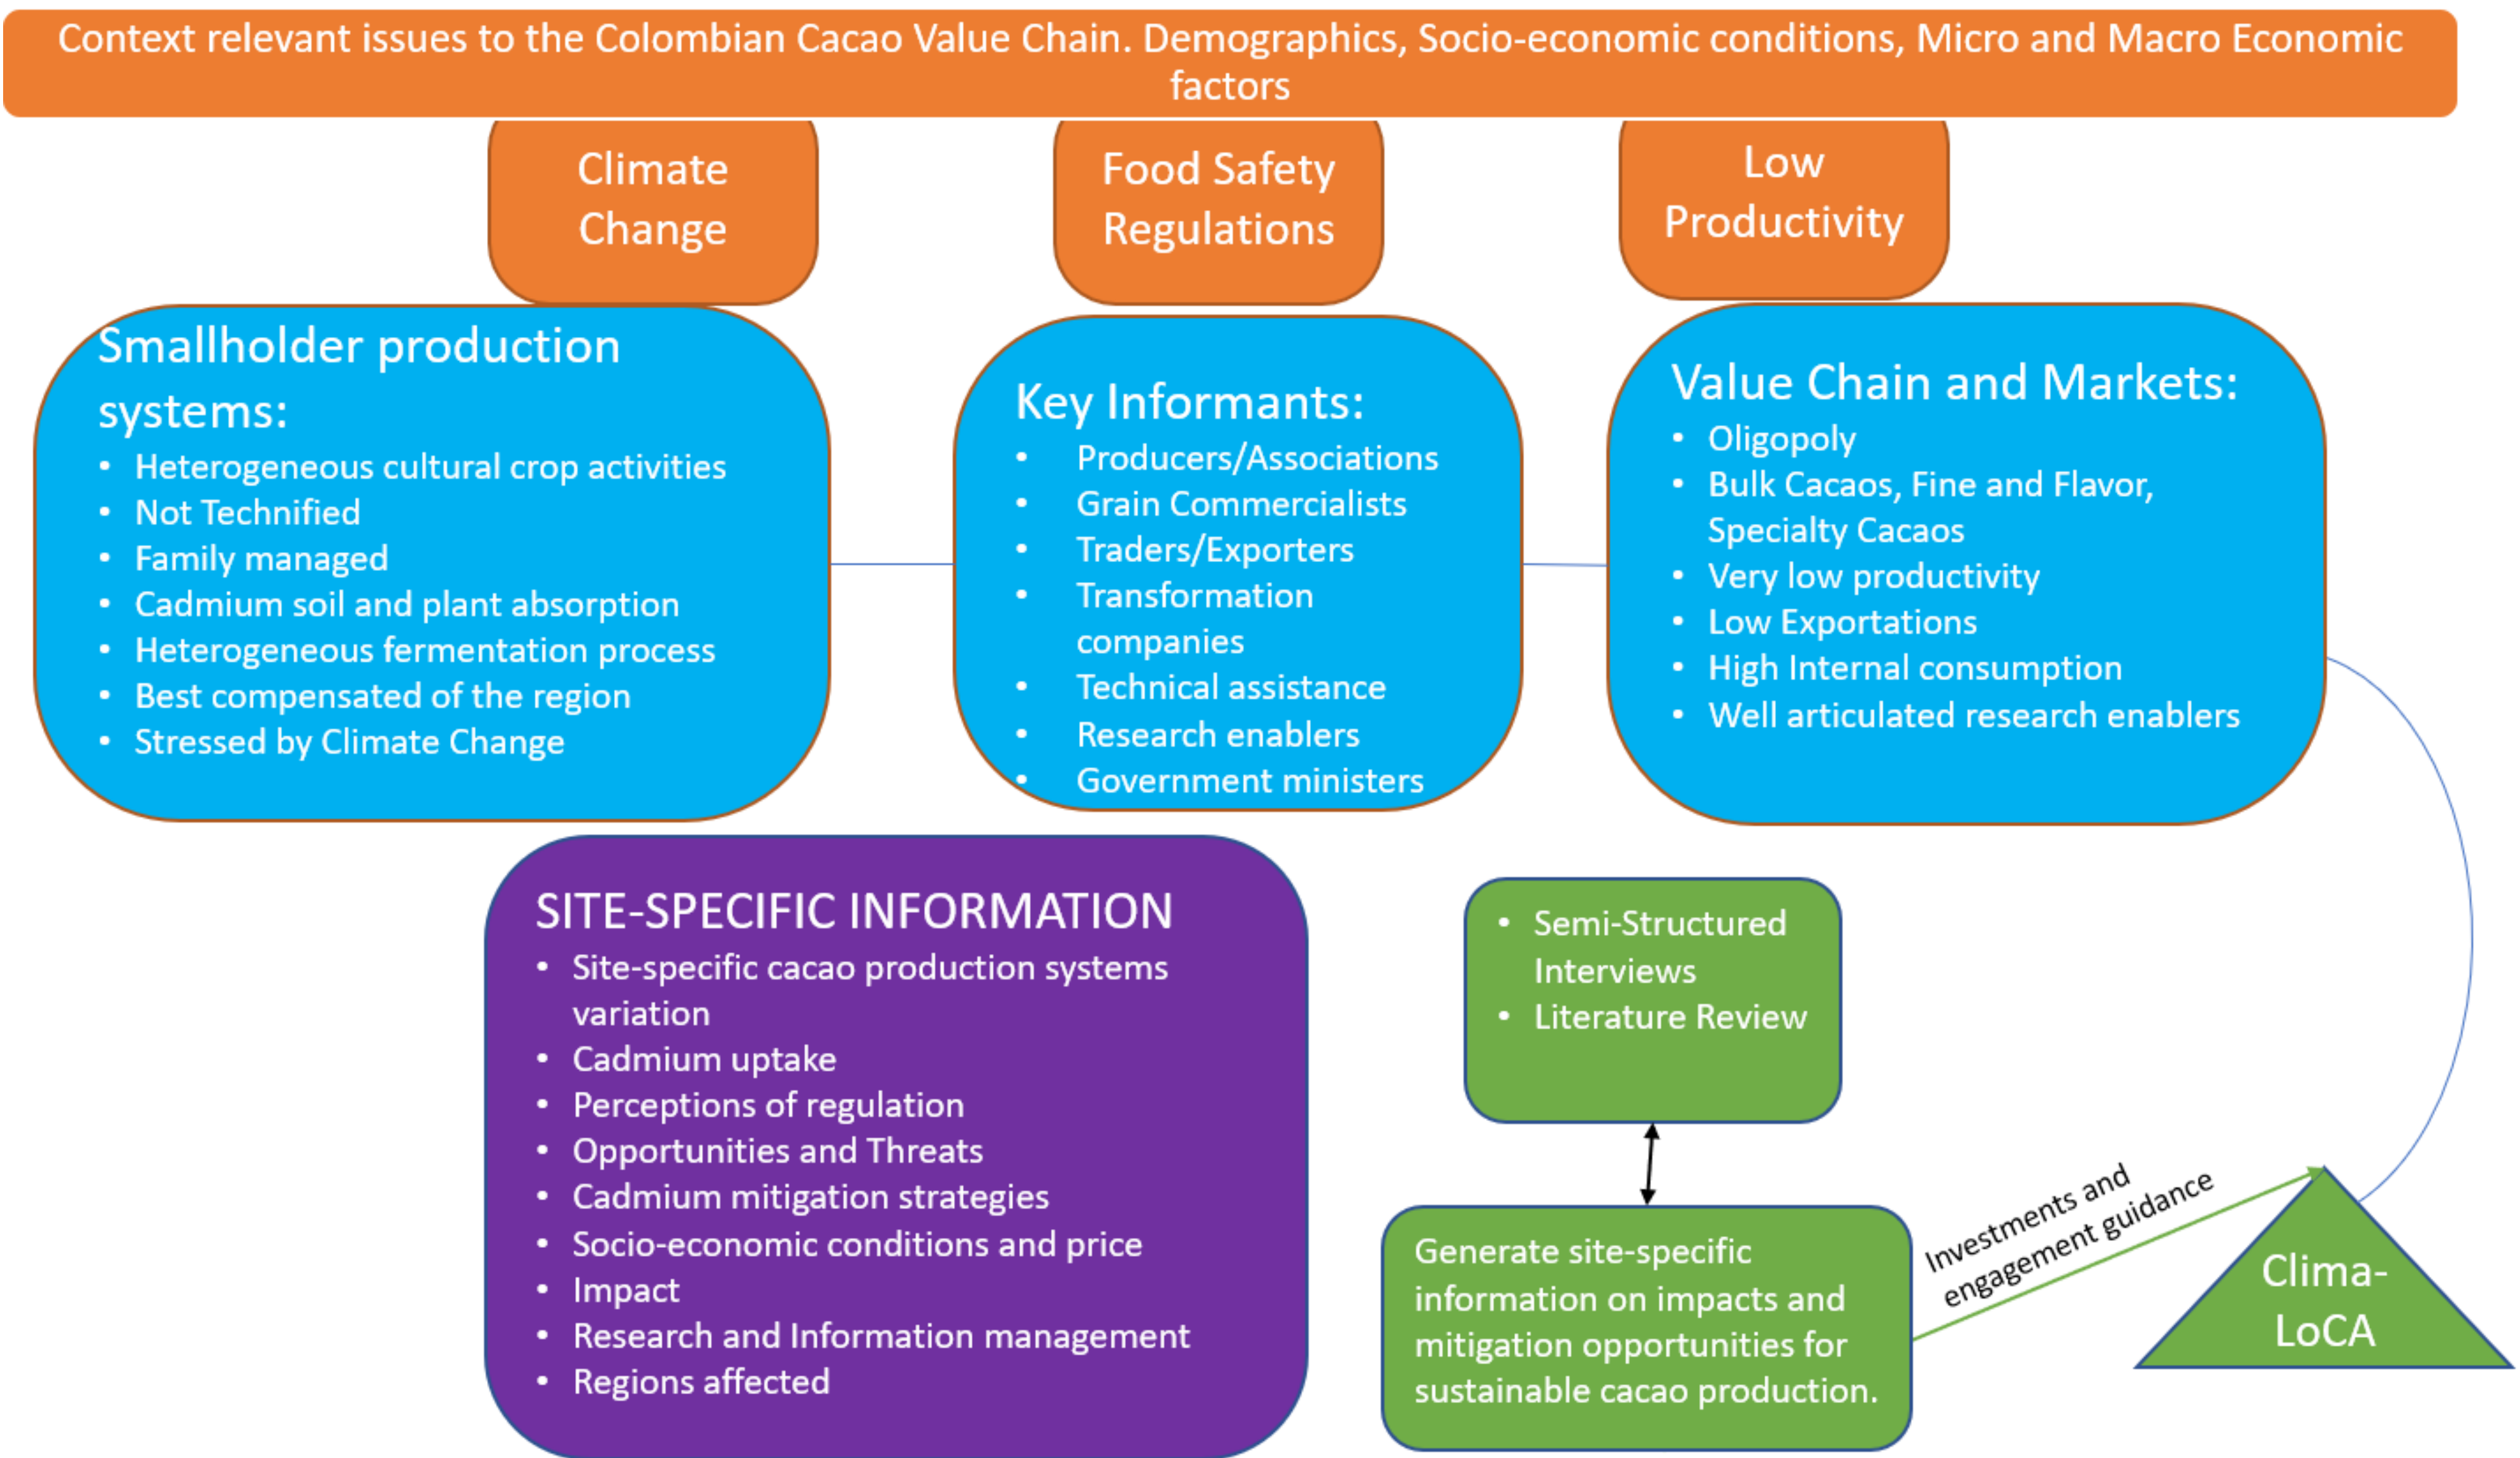 Context relevant issues to the Colombian Cacao Value Chain. Demographics, Socio-economic conditions, Micro and Macro Economic
factors
Climate
Change
Food Safety
Regulations
Low
Productivity
Smallholder production
systems:
• Heterogeneous cultural crop activities
• Not Technified
• Family managed
• Cadmium soil and plant absorption
• Heterogeneous fermentation process
• Best compensated of the region
• Stressed by Climate Change
Key Informants:
• Producers/Associations
• Grain Commercialists
• Traders/Exporters
• Transformation
companies
• Technical assistance
• Research enablers
• Government ministers
Value Chain and Markets:
• Oligopoly
• Bulk Cacaos, Fine and Flavor,
Specialty Cacaos
• Very low productivity
• Low Exportations
• High Internal consumption
• Well articulated research enablers
SITE-SPECIFIC INFORMATION
• Site-specific cacao production systems
variation
• Cadmium uptake
• Perceptions of regulation
• Opportunities and Threats
• Cadmium mitigation strategies
• Socio-economic conditions and price
• Impact
• Research and Information management
• Regions affected
• Semi-Structured
Interviews
• Literature Review
Generate site-specific
information on impacts and
mitigation opportunities for
sustainable cacao production.
Investments and
engagement guidance
Clima-
LoCA